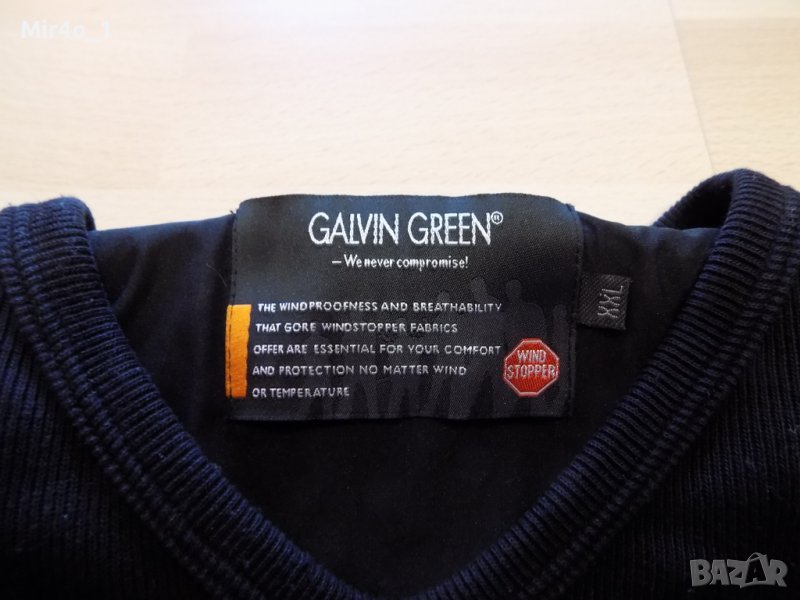 Mir4o_1
GALVIN GREEN®
– We never compromise!
THE WINDPROOFNESS AND BREATHABILITY
THAT GORE WINDSTOPPER FABRICS
OFFER ARE ESSENTIAL FOR YOUR COMFORT
AND PROTECTION NO MATTER WIND
OR TEMPERATURE
WIND
STOPPER
XXL
BAZAR